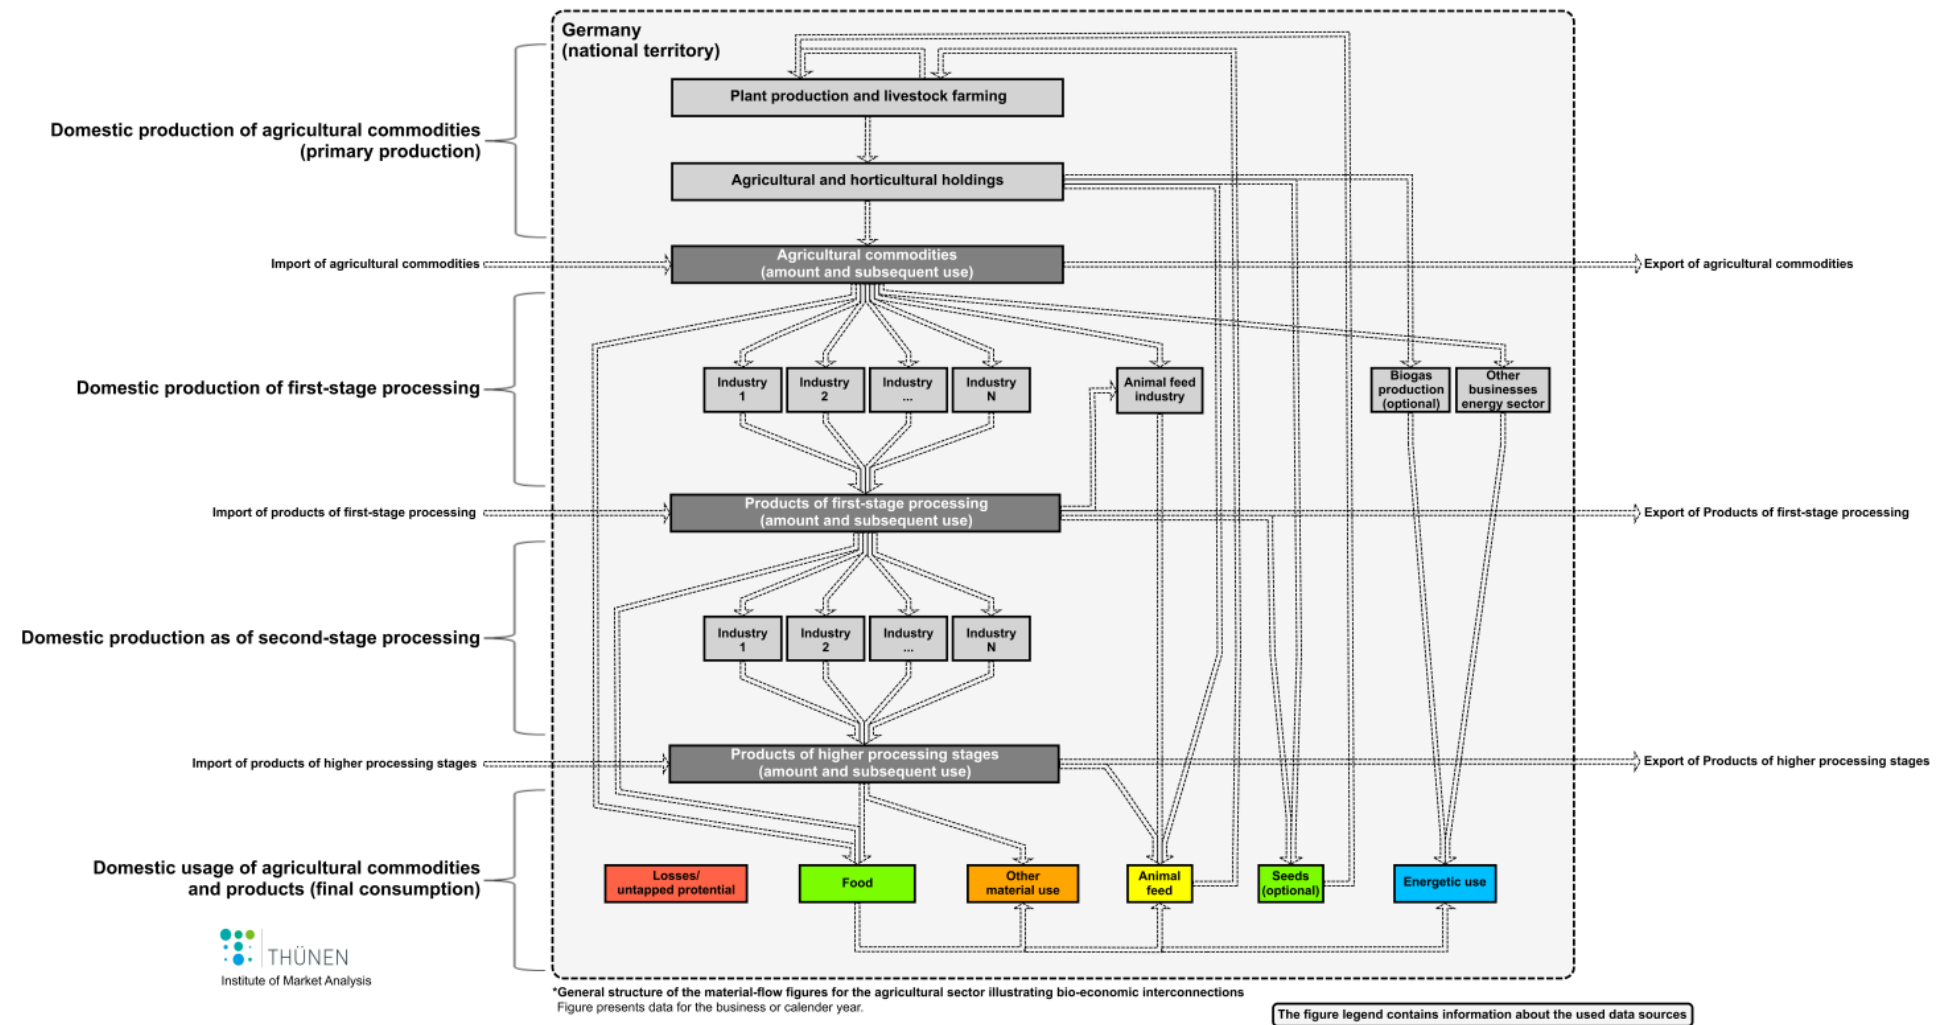 Germany
(national territory)
Plant production and livestock farming
Domestic production of agricultural commodities
(primary production)
Agricultural and horticultural holdings
Import of agricultural commodities
Agricultural commodities
(amount and subsequent use)
Export of agricultural commodities
Domestic production of first-stage processing
Industry
1
Industry
2
Industry
...
Industry
N
Animal feed
industry
Biogas
production
(optional)
Other
businesses
energy sector
Import of products of first-stage processing
Products of first-stage processing
(amount and subsequent use)
Export of Products of first-stage processing
Domestic production as of second-stage processing
Industry
1
Industry
2
Industry
...
Industry
N
Import of products of higher processing stages
Products of higher processing stages
(amount and subsequent use)
Export of Products of higher processing stages
Domestic usage of agricultural commodities
and products (final consumption)
Losses/
untapped protential
Food
Other
material use
Animal
feed
Seeds
(optional)
Energetic use
THÜNEN
Institute of Market Analysis
*General structure of the material-flow figures for the agricultural sector illustrating bio-economic interconnections
Figure presents data for the business or calender year.
The figure legend contains information about the used data sources